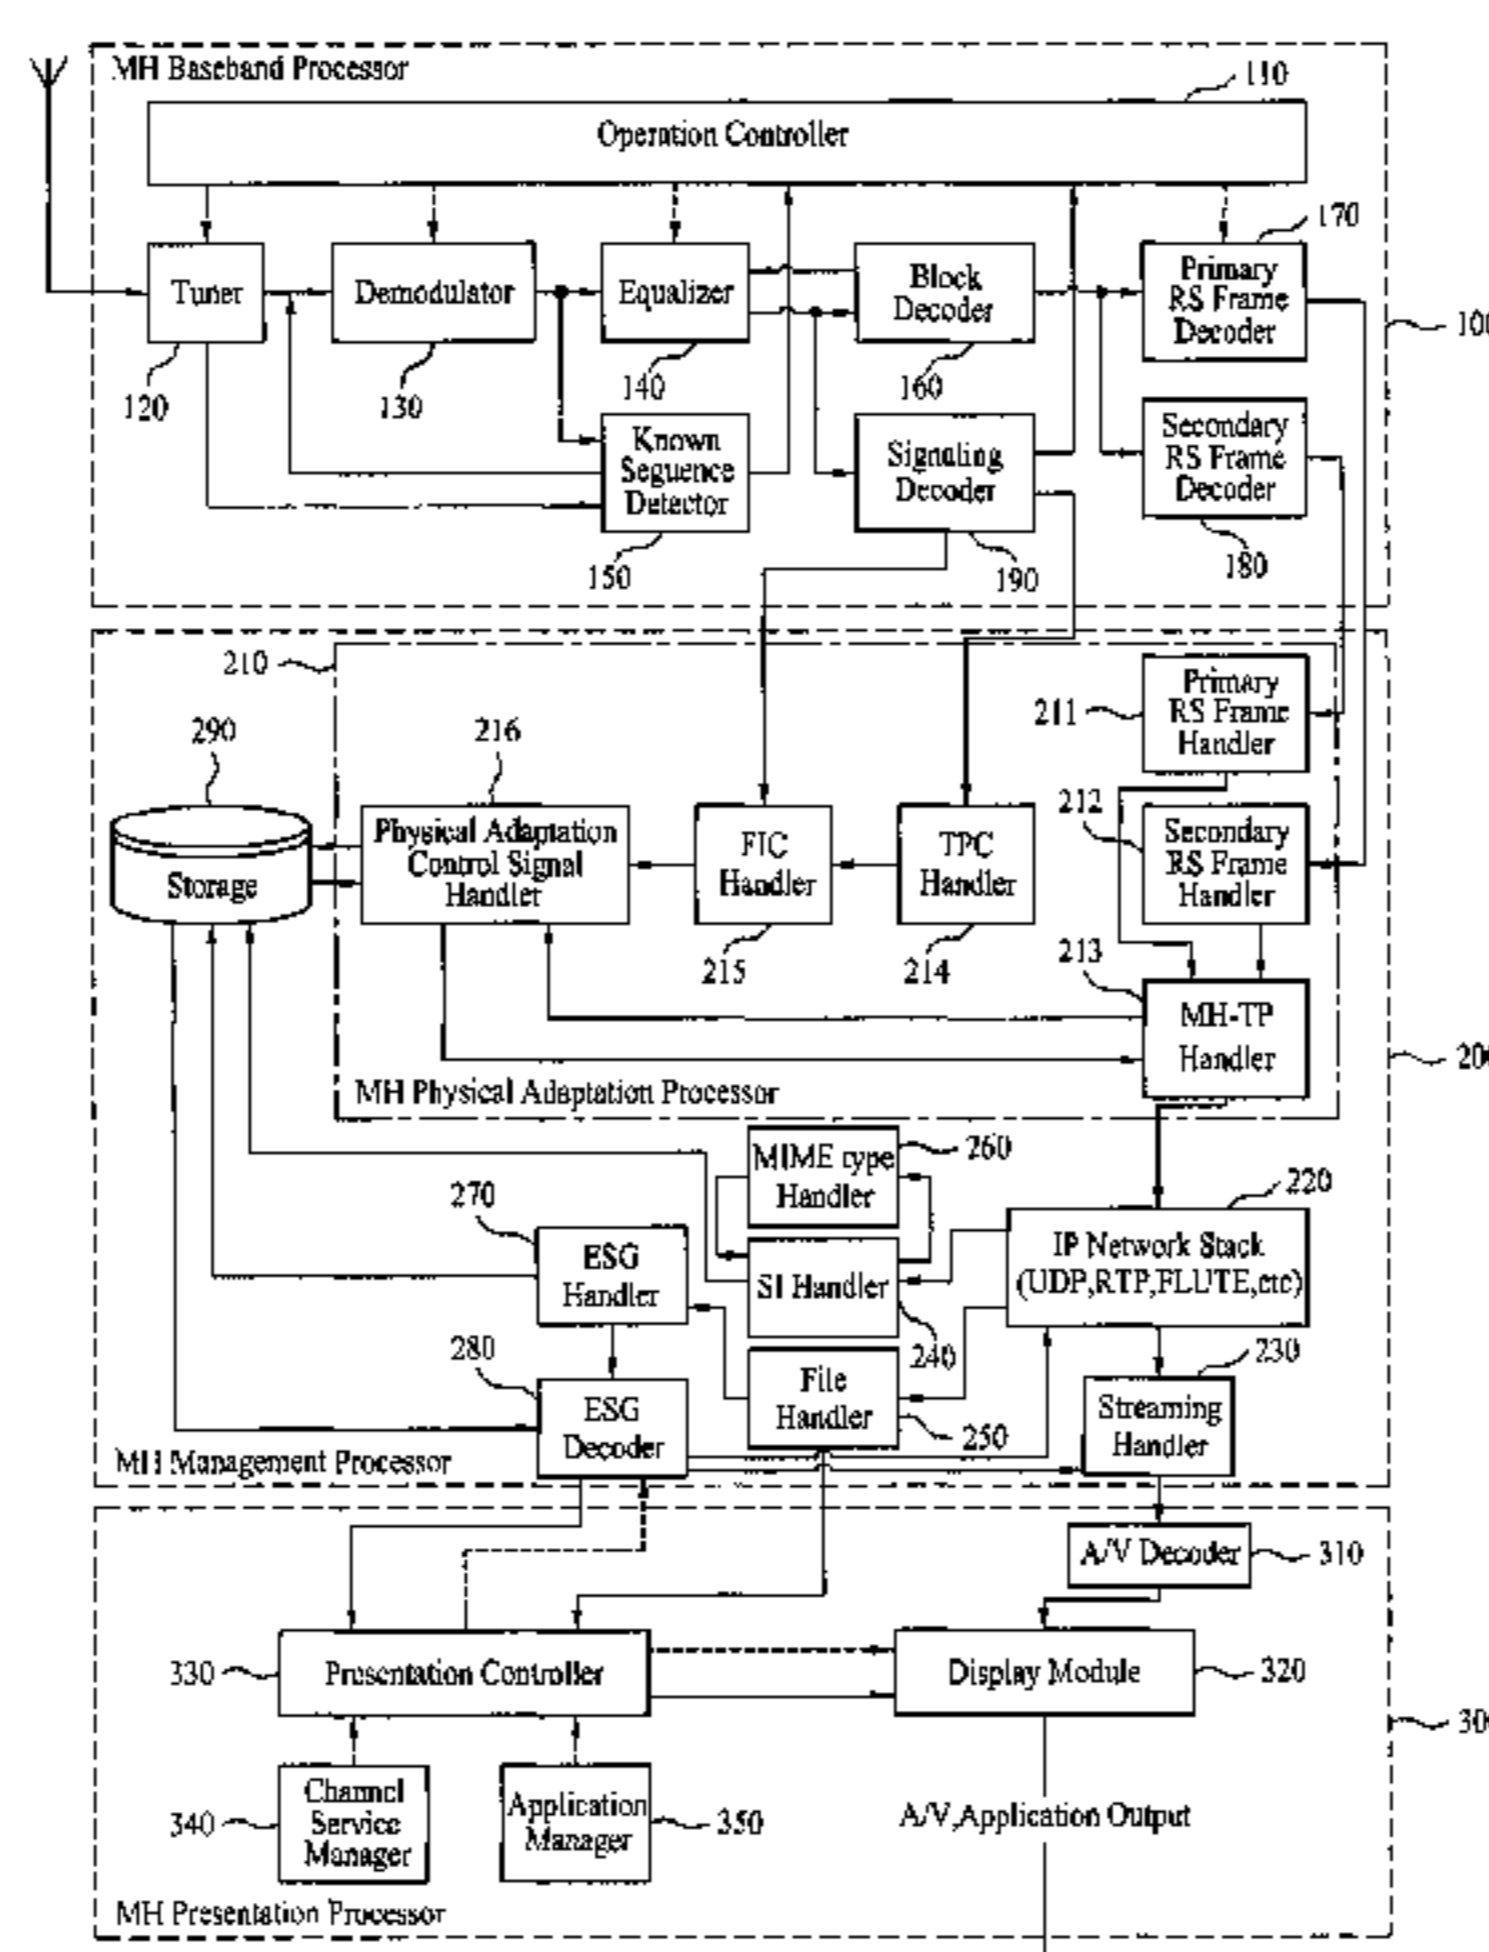 MH Baseband Processor
110
Operation Controller
170
Tuner
Demodulator
Equalizer
Block
Decoder
Primary
RS Frame
Decoder
100
120
130
140
160
Known
Seguence
Detector
Signaling
Decoder
Secondary
RS Frame
Decoder
150
190
180
210
211
Primary
RS Frame
Handler
290
216
212
Storage
Physical Adaptation
Control Signal
Handler
FIC
Handler
TPC
Handler
Secondary
RS Frame
Handler
215
214
213
MH-TP
Handler
200
MH Physical Adaptation Processor
260
MIME type
Handler
270
220
ESG
Handler
SI Handler
IP Network Stack
(UDP,RTP,FLUTE,etc)
280
240
230
ESG
Decoder
File
Handler
250
Streaming
Handler
MH Management Processor
A/V Decoder
310
330
Presentation Controller
Display Module
320
300
340
Channel
Service
Manager
Application
Manager
350
A/V,Application Output
MH Presentation Processor